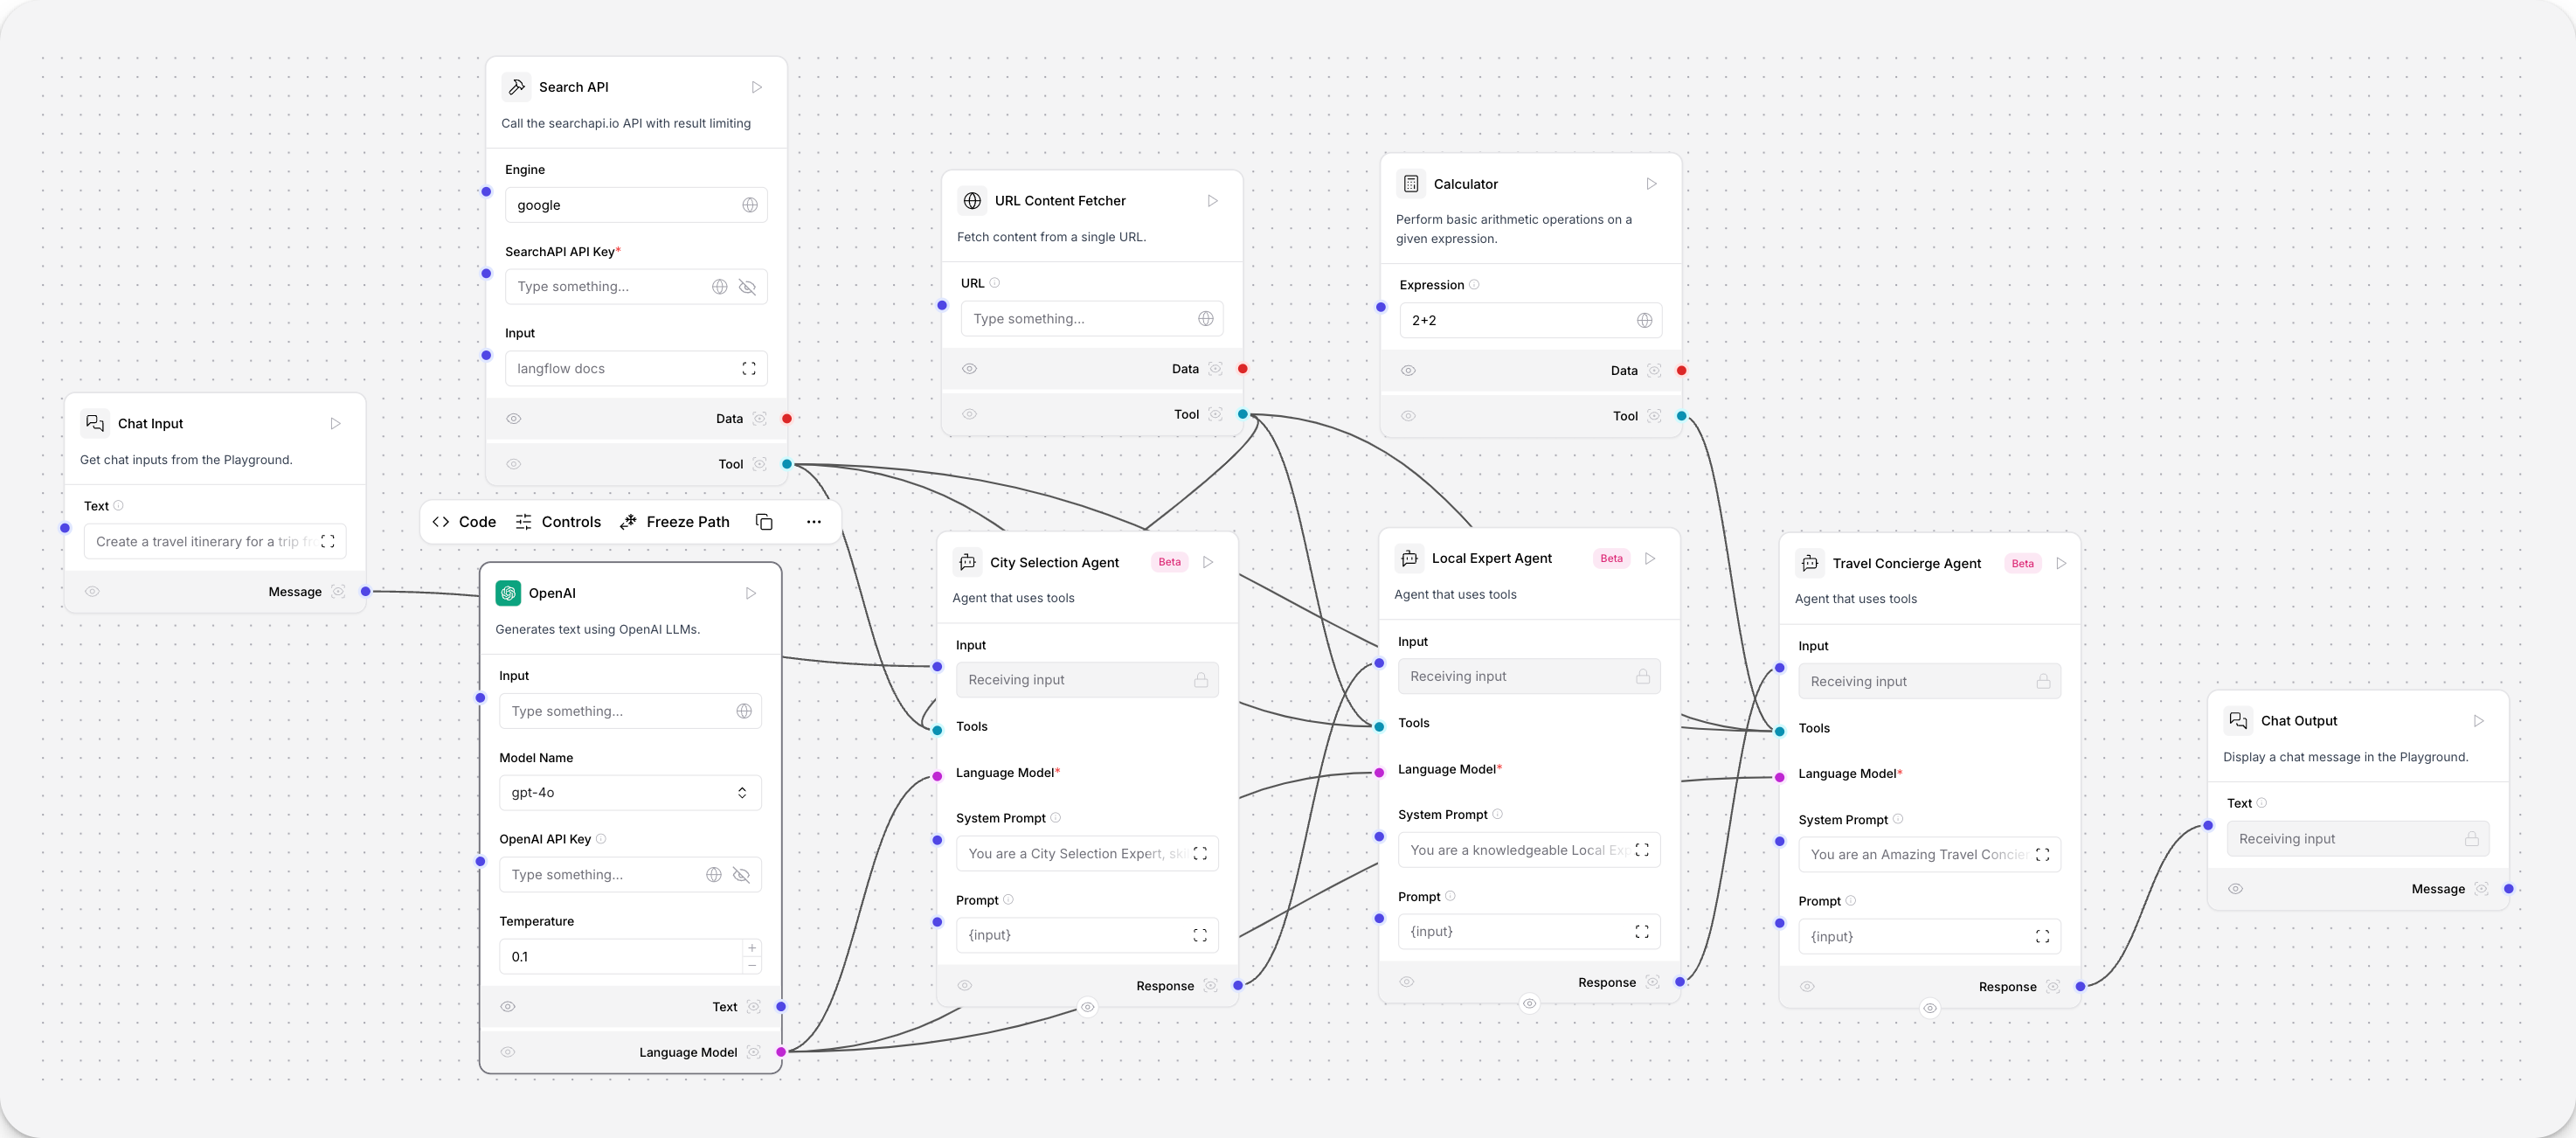 Search API
Call the searchapi.io API with result limiting
Engine
google
SearchAPI API Key*
Type something...
Input
langflow docs
Data
Tool
URL Content Fetcher
Fetch content from a single URL.
URL
Type something...
Data
Tool
Calculator
Perform basic arithmetic operations on a
given expression.
Expression
2+2
Data
Tool
Chat Input
Get chat inputs from the Playground.
Text
Create a travel itinerary for a trip fro
Message
Code
Controls
Freeze Path
OpenAI
Generates text using OpenAI LLMs.
Input
Type something...
Model Name
gpt-4o
OpenAI API Key
Type something...
Temperature
0.1
Text
Language Model
City Selection Agent
Beta
Agent that uses tools
Input
Receiving input
Tools
Language Model*
System Prompt
You are a City Selection Expert, ski
Prompt
{input}
Response
Local Expert Agent
Beta
Agent that uses tools
Input
Receiving input
Tools
Language Model*
System Prompt
You are a knowledgeable Local Exp
Prompt
{input}
Response
Travel Concierge Agent
Beta
Agent that uses tools
Input
Receiving input
Tools
Language Model*
System Prompt
You are an Amazing Travel Concier
Prompt
{input}
Response
Chat Output
Display a chat message in the Playground.
Text
Receiving input
Message